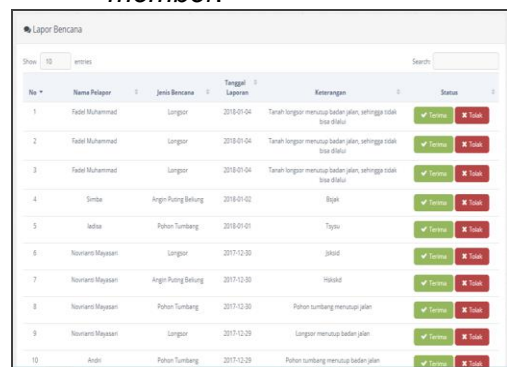 member.
Lapor Bencana
Show 10 entries Search:
No Nama Pelapor Jenis Bencana Tanggal Laporan Keterangan Status
1 Fadel Muhammad Longsor 2018-01-04 Tanah longsor menutup badan jalan, sehingga tidak bisa dilalui Terima Tolak
2 Fadel Muhammad Longsor 2018-01-04 Tanah longsor menutup badan jalan, sehingga tidak bisa dilalui Terima Tolak
3 Fadel Muhammad Longsor 2018-01-04 Tanah longsor menutup badan jalan, sehingga tidak bisa dilalui Terima Tolak
4 Simba Angin Puting Beliung 2018-01-02 Bojak Terima Tolak
5 ladisa Pohon Tumbang 2018-01-01 Tsysu Terima Tolak
6 Novrianti Mayasari Longsor 2017-12-30 Terima Tolak
7 Novrianti Mayasari Angin Puting Beliung 2017-12-30 Terima Tolak
8 Novrianti Mayasari Pohon Tumbang 2017-12-30 Pohon tumbang menutupi jalan Terima Tolak
9 Novrianti Mayasari Longsor 2017-12-29 Longsor menutup badan jalan Terima Tolak
10 Andri Pohon Tumbang 2017-12-29 Pohon tumbang menutup badan jalan Terima Tolak